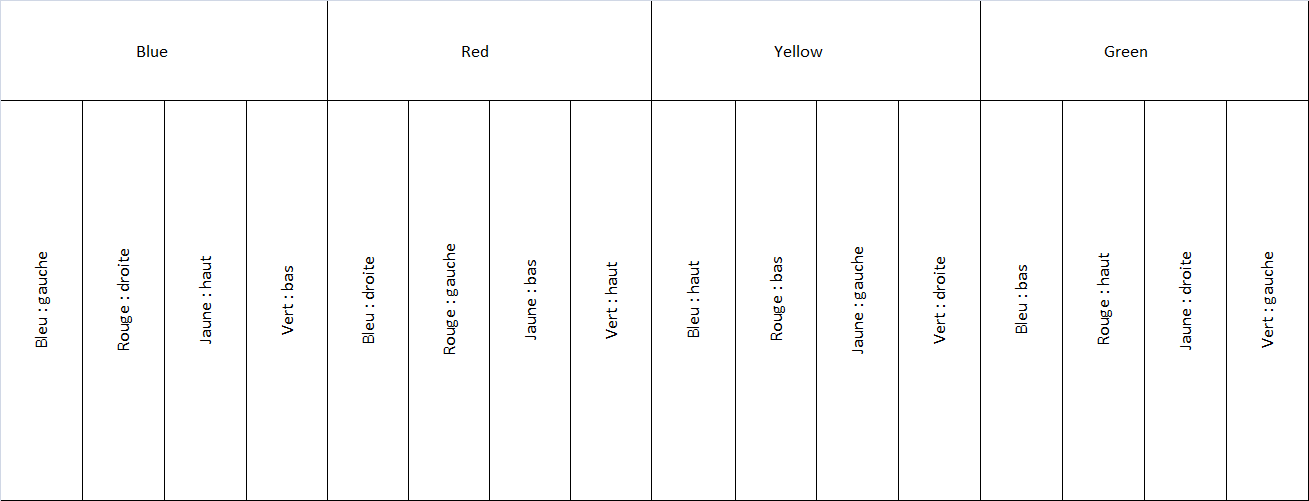 Blue
Red
Yellow
Green
Bleu : gauche
Rouge : droite
Jaune : haut
Vert : bas
Bleu : droite
Rouge : gauche
Jaune : bas
Vert : haut
Bleu : haut
Rouge : bas
Jaune : gauche
Vert : droite
Bleu : bas
Rouge : haut
Jaune : droite
Vert : gauche